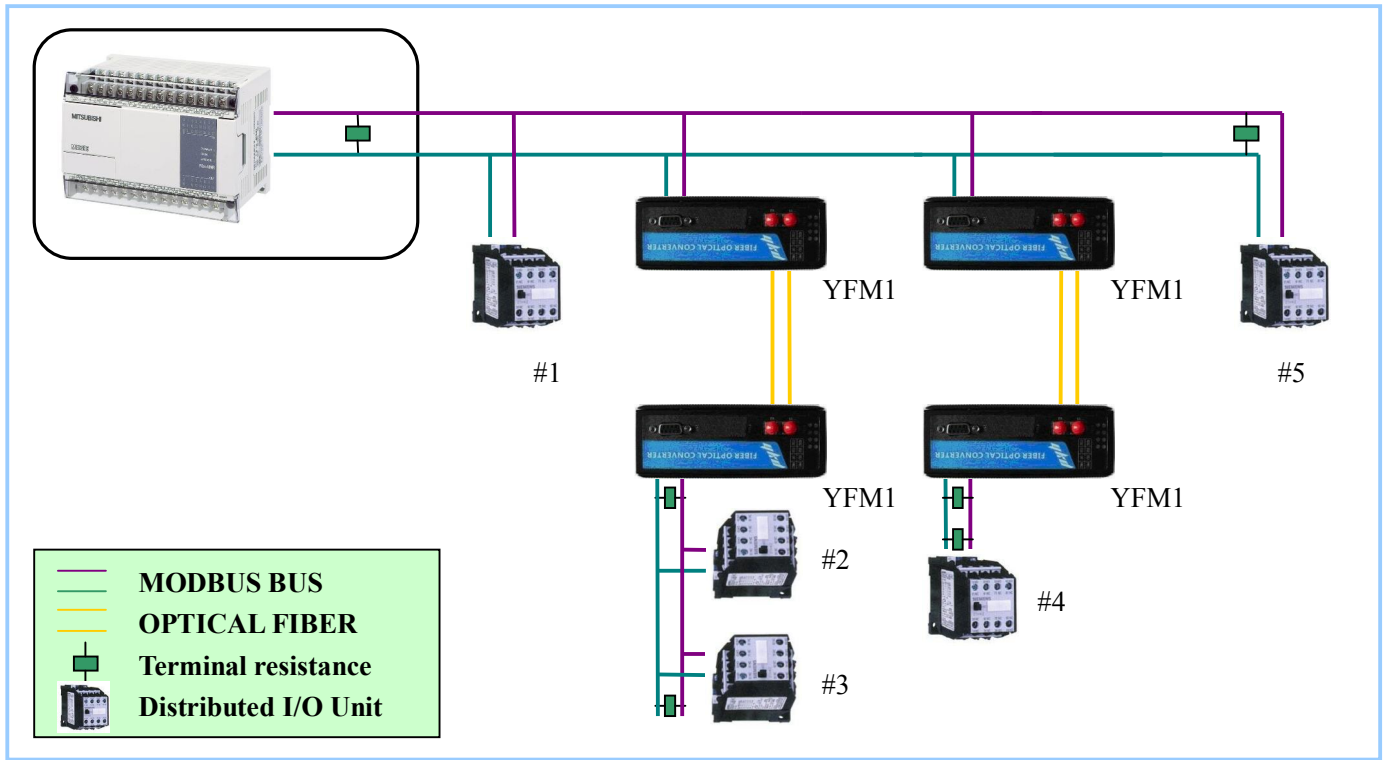 MITSUBISHI
#1
YFM1
YFM1
#5
FIBER OPTICAL CONVERTER
FIBER OPTICAL CONVERTER
FIBER OPTICAL CONVERTER
FIBER OPTICAL CONVERTER
YFM1
YFM1
#2
#3
#4
MODBUS BUS
OPTICAL FIBER
Terminal resistance
Distributed I/O Unit